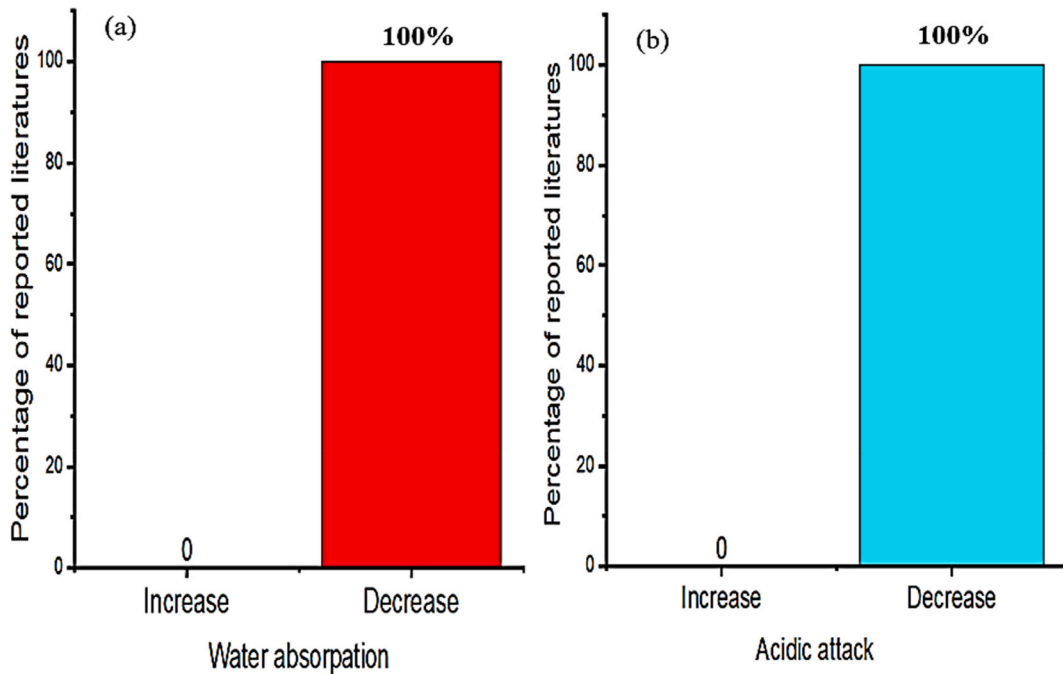 (a)
100%
Percentage of reported literatures
100
80
60
40
20
0
0
Increase
Decrease
Water absorpation
(b)
100%
Percentage of reported literatures
100
80
60
40
20
0
0
Increase
Decrease
Acidic attack